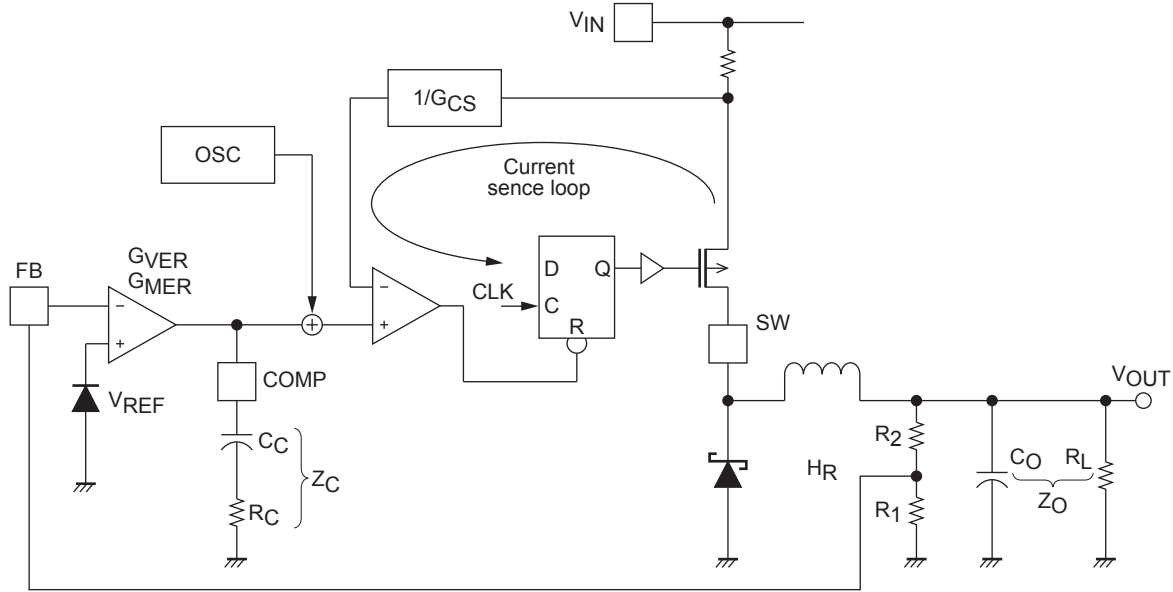 VIN
1/GCS
OSC
Current
sence loop
GVER
GMER
FB
−
+
VREF
COMP
CC
RC
ZC
+
−
+
CLK
D
Q
C
R
SW
VOUT
HR
R2
R1
CO
RL
ZO